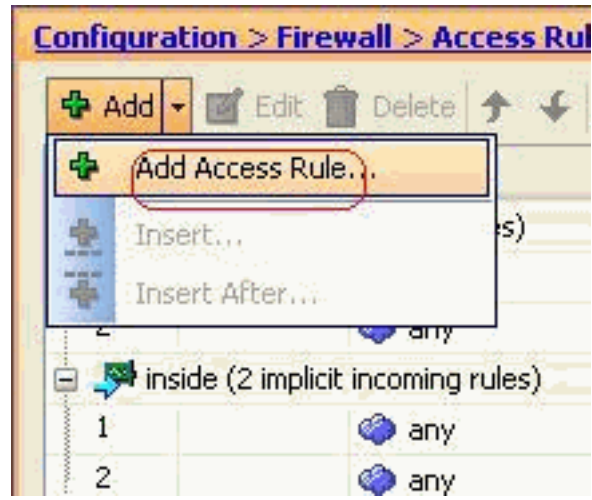 Configuration > Firewall > Access Rul
Add Edit Delete
Add Access Rule...
Insert...
es)
Insert After...
2 any
inside (2 implicit incoming rules)
1 any
2 any